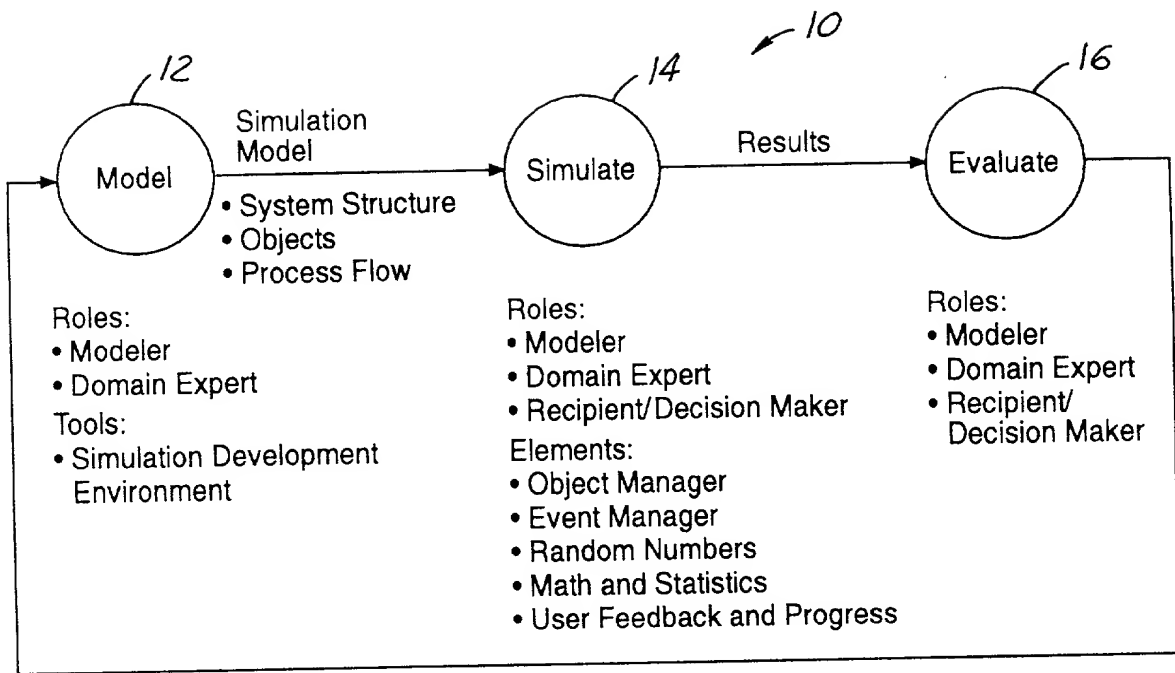 10
12
14
16
Simulation
Model
Results
Model
Simulate
Evaluate
• System Structure
• Objects
• Process Flow
Roles:
• Modeler
• Domain Expert
Tools:
• Simulation Development
Environment
Roles:
• Modeler
• Domain Expert
• Recipient/Decision Maker
Elements:
• Object Manager
• Event Manager
• Random Numbers
• Math and Statistics
• User Feedback and Progress
Roles:
• Modeler
• Domain Expert
• Recipient/
Decision Maker